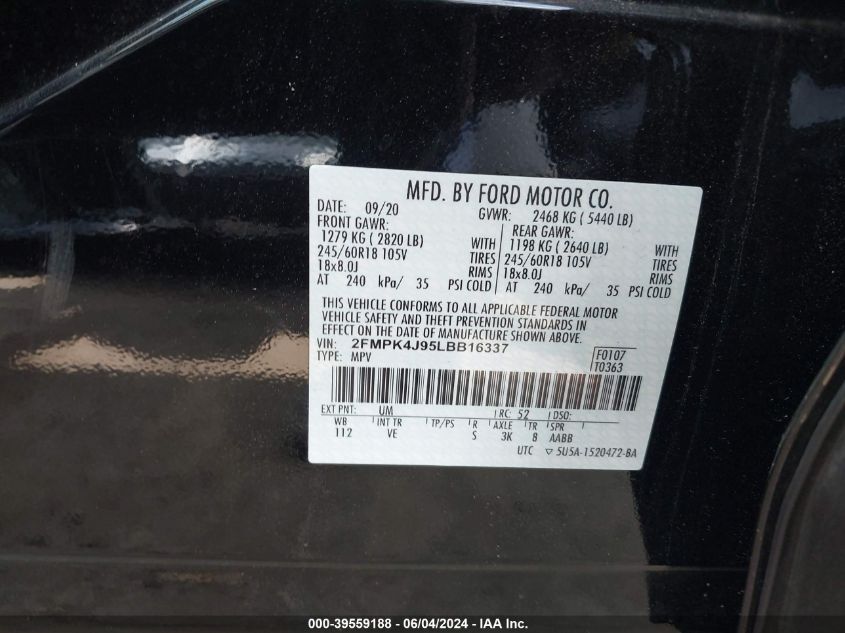 MFD. BY FORD MOTOR CO.
DATE: 09/20 GVWR: 2468 KG ( 5440 LB)
FRONT GAWR: REAR GAWR:
1279 KG ( 2820 LB) WITH 1198 KG ( 2640 LB) WITH
245/60R18 105V TIRES 245/60R18 105V TIRES
18x8.0J RIMS 18x8.0J RIMS
AT 240 kPa/ 35 PSI COLD AT 240 kPa/ 35 PSI COLD
THIS VEHICLE CONFORMS TO ALL APPLICABLE FEDERAL MOTOR
VEHICLE SAFETY AND THEFT PREVENTION STANDARDS IN
EFFECT ON THE DATE OF MANUFACTURE SHOWN ABOVE.
VIN: 2FMPK4J95LBB16337 F0107
TYPE: MPV T0363
EXT PNT: UM RC: 52 DSO:
WB INT TR TP/PS R AXLE TR SPR
112 VE S 3K 8 AABB
UTC ▽ 5U5A-1520472-BA
000-39559188 - 06/04/2024 - IAA Inc.